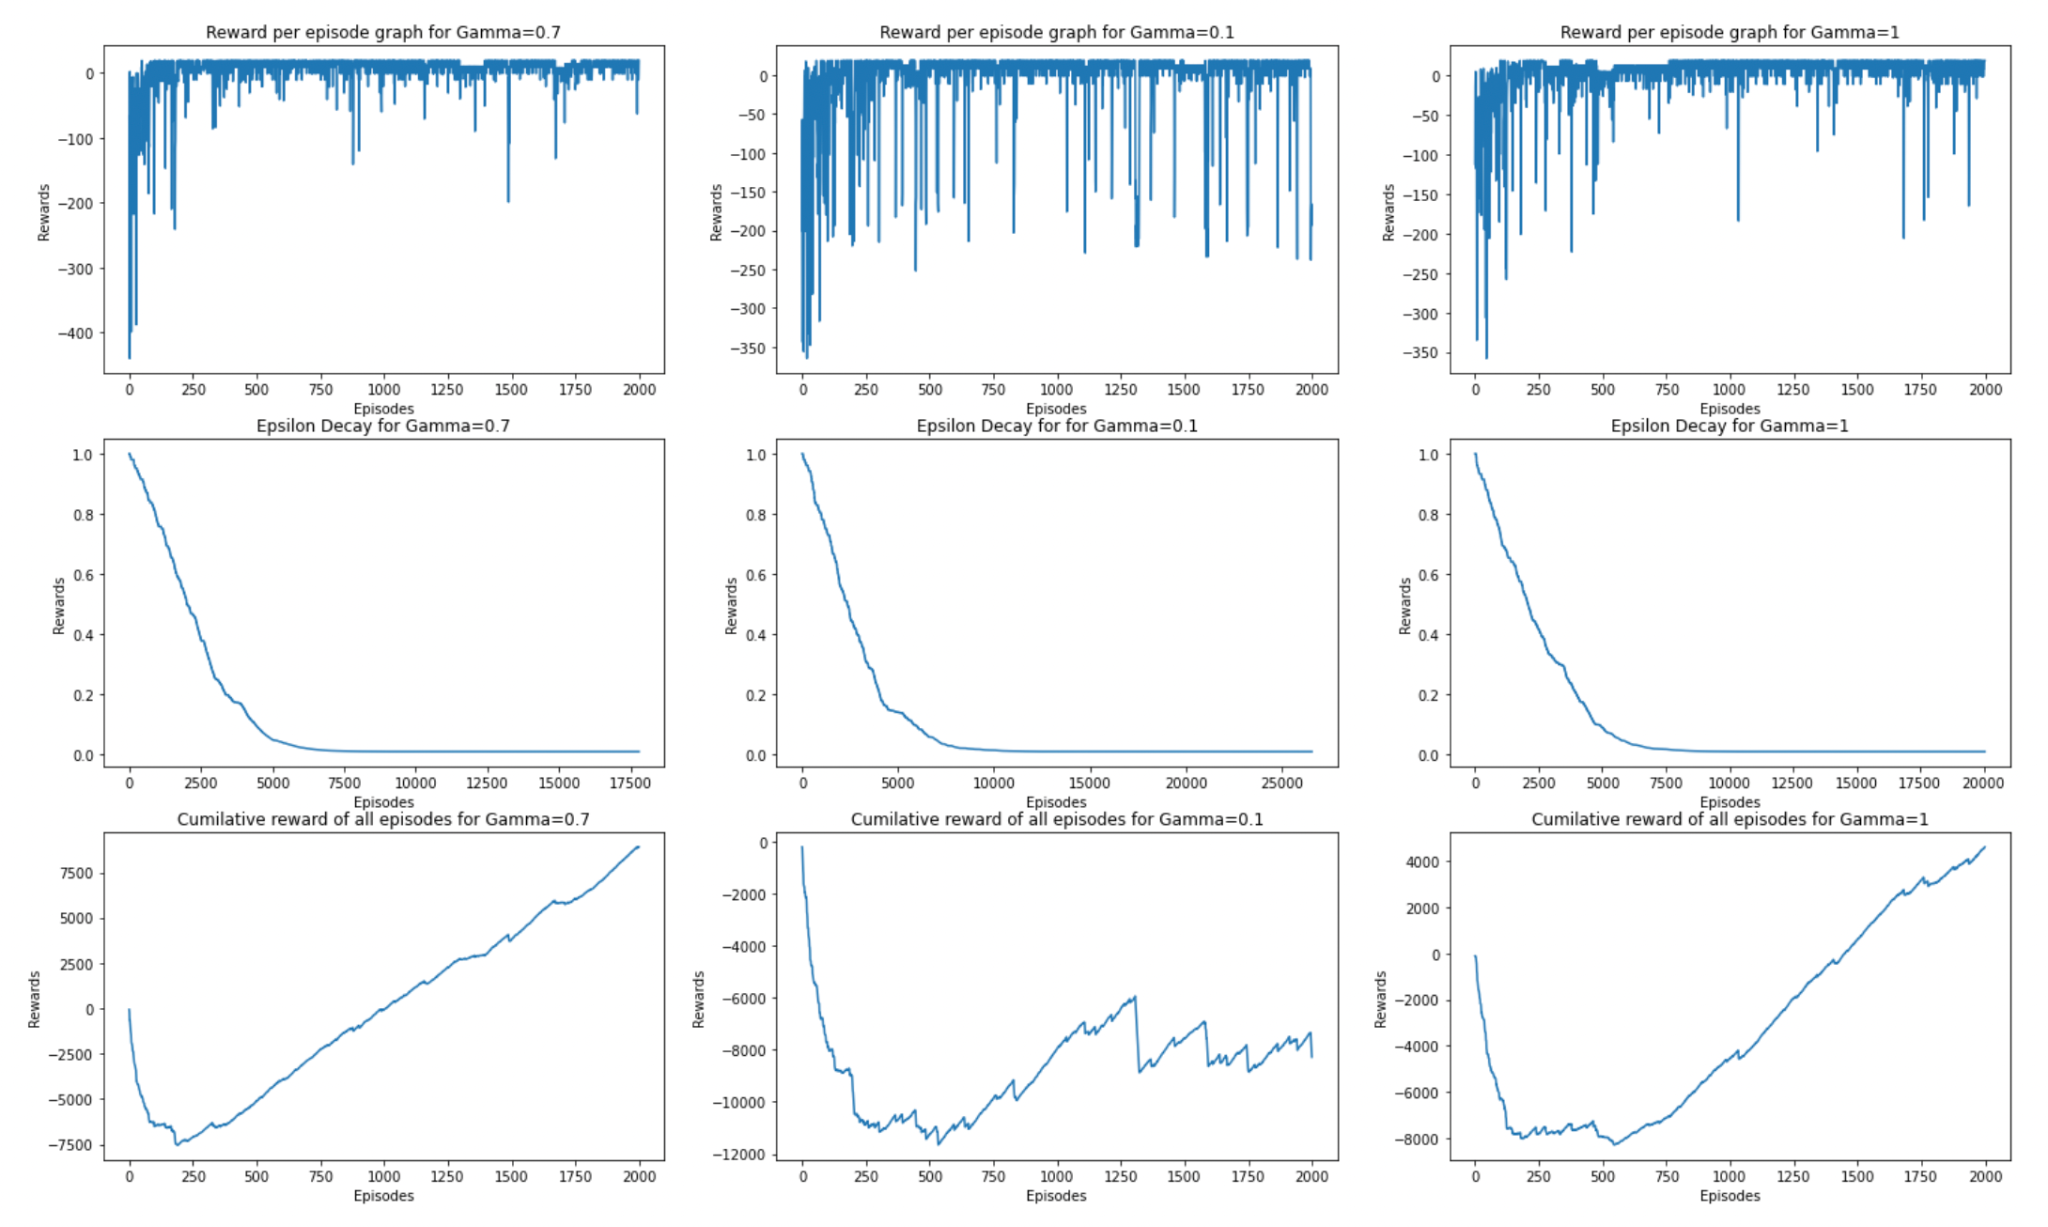 Reward per episode graph for Gamma=0.7
0
−100
−200
−300
−400
Rewards
0 250 500 750 1000 1250 1500 1750 2000
Episodes
Reward per episode graph for Gamma=0.1
0
−50
−100
−150
−200
−250
−300
−350
Rewards
0 250 500 750 1000 1250 1500 1750 2000
Episodes
Reward per episode graph for Gamma=1
0
−50
−100
−150
−200
−250
−300
−350
Rewards
0 250 500 750 1000 1250 1500 1750 2000
Episodes
Epsilon Decay for Gamma=0.7
1.0
0.8
0.6
0.4
0.2
0.0
Rewards
0 2500 5000 7500 10000 12500 15000 17500
Episodes
Epsilon Decay for for Gamma=0.1
1.0
0.8
0.6
0.4
0.2
0.0
Rewards
0 5000 10000 15000 20000 25000
Episodes
Epsilon Decay for Gamma=1
1.0
0.8
0.6
0.4
0.2
0.0
Rewards
0 2500 5000 7500 10000 12500 15000 17500 20000
Episodes
Cumilative reward of all episodes for Gamma=0.7
7500
5000
2500
0
−2500
−5000
−7500
Rewards
0 250 500 750 1000 1250 1500 1750 2000
Episodes
Cumilative reward of all episodes for Gamma=0.1
0
−2000
−4000
−6000
−8000
−10000
−12000
Rewards
0 250 500 750 1000 1250 1500 1750 2000
Episodes
Cumilative reward of all episodes for Gamma=1
4000
2000
0
−2000
−4000
−6000
−8000
Rewards
0 250 500 750 1000 1250 1500 1750 2000
Episodes